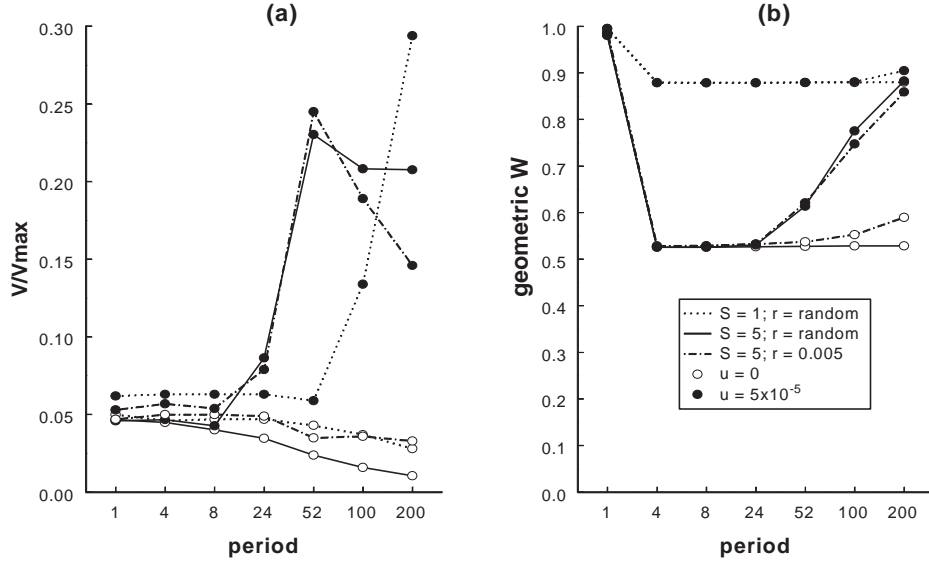 (a)
V/Vmax
0.30
0.25
0.20
0.15
0.10
0.05
0.00
1 4 8 24 52 100 200
period
(b)
geometric W
1.0
0.9
0.8
0.7
0.6
0.5
0.4
0.3
0.2
0.1
0.0
1 4 8 24 52 100 200
period
S = 1; r = random
S = 5; r = random
S = 5; r = 0.005
u = 0
u = 5x10-5